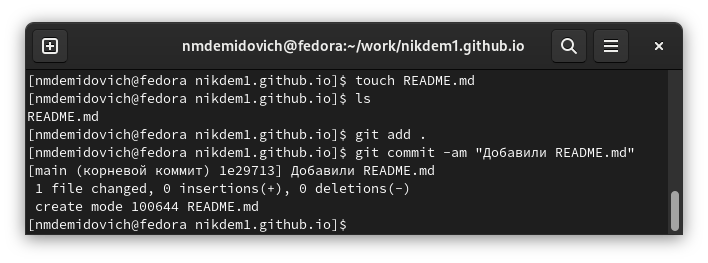 nmdemidovich@fedora:~/work/nikdem1.github.io
[nmdemidovich@fedora nikdem1.github.io]$ touch README.md
[nmdemidovich@fedora nikdem1.github.io]$ ls
README.md
[nmdemidovich@fedora nikdem1.github.io]$ git add .
[nmdemidovich@fedora nikdem1.github.io]$ git commit -am "Добавили README.md"
[main (корневой коммит) 1e29713] Добавили README.md
 1 file changed, 0 insertions(+), 0 deletions(-)
 create mode 100644 README.md
[nmdemidovich@fedora nikdem1.github.io]$